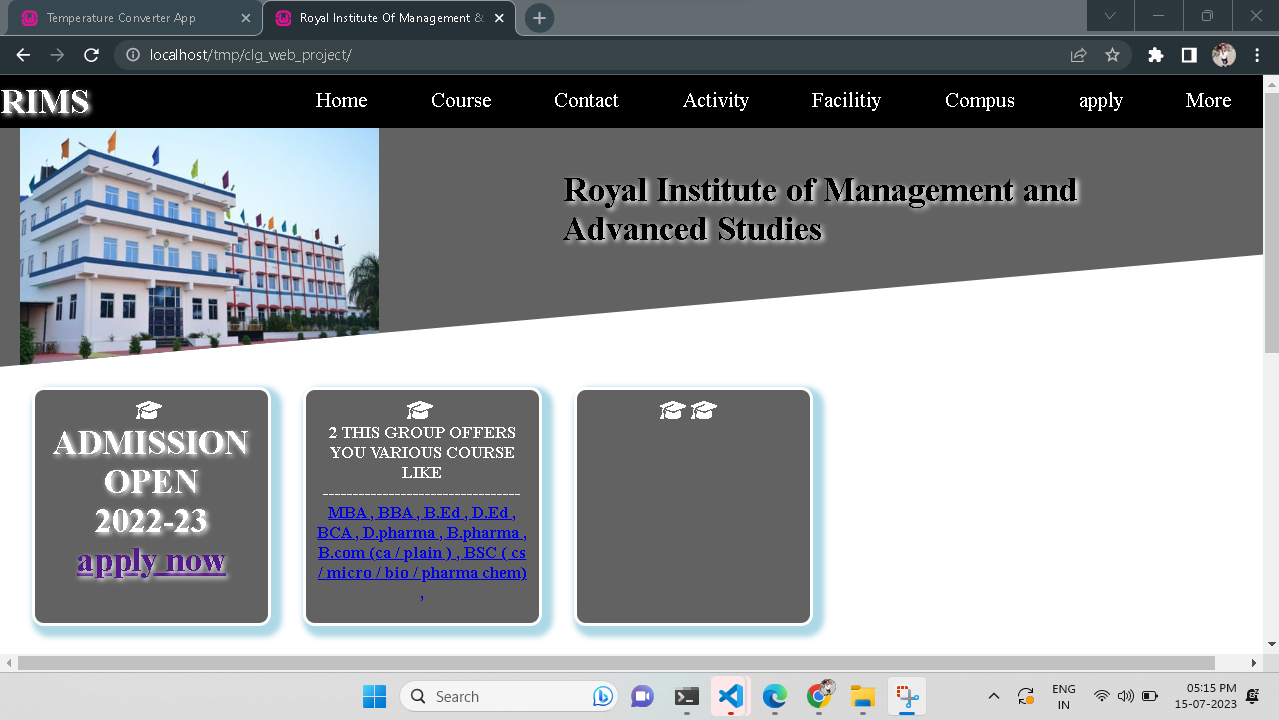 Temperature Converter App
Royal Institute Of Management &
localhost/tmp/clg_web_project/
RIMS
Home Course Contact Activity Facilitiy Compus apply More
Royal Institute of Management and
Advanced Studies
ADMISSION
OPEN
2022-23
apply now
2 THIS GROUP OFFERS
YOU VARIOUS COURSE
LIKE
---------------------------------
MBA , BBA , B.Ed , D.Ed ,
BCA , D.pharma , B.pharma ,
B.com (ca / plain ) , BSC ( cs
/ micro / bio / pharma chem)
,
Search
ENG
IN
05:15 PM
15-07-2023